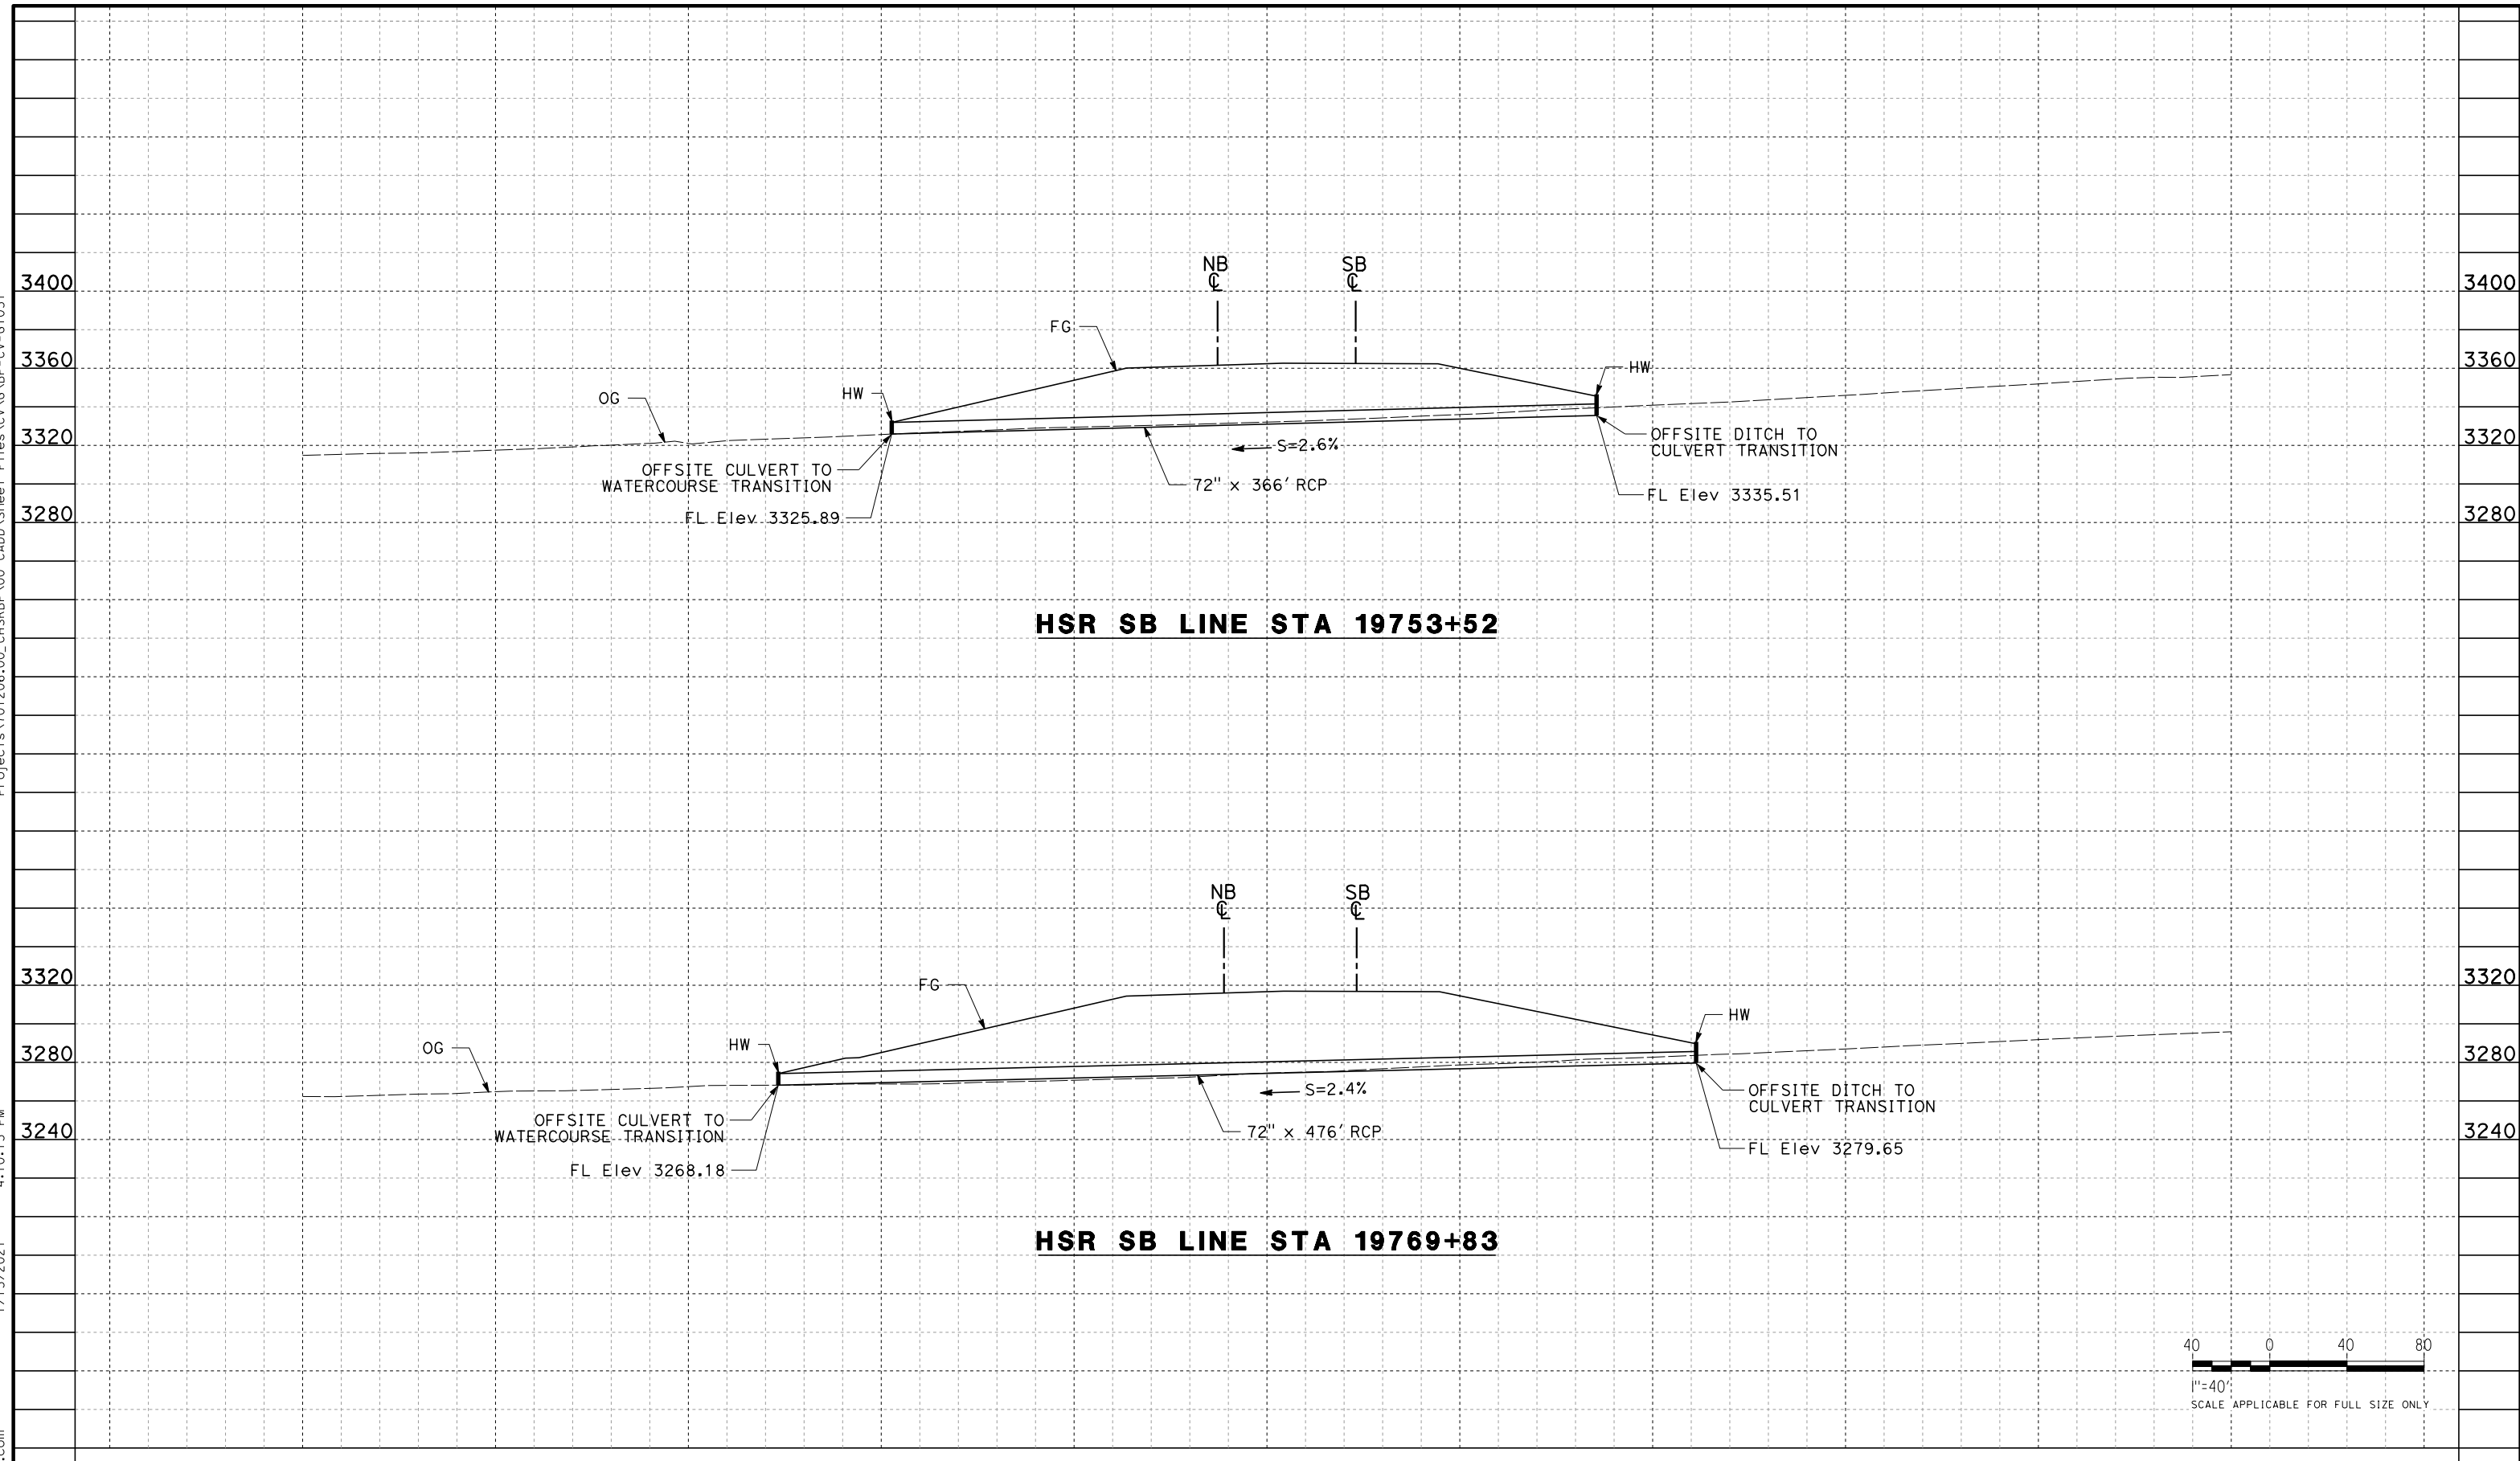 NB
SB
℄
℄
3400
3400
FG
3360
3360
HW
HW
OG
3320
3320
OFFSITE DITCH TO
CULVERT TRANSITION
S=2.6%
OFFSITE CULVERT TO
WATERCOURSE TRANSITION
72" x 366' RCP
FL Elev 3335.51
FL Elev 3325.89
3280
3280
HSR SB LINE STA 19753+52
NB
SB
℄
℄
3320
3320
FG
HW
HW
OG
3280
3280
S=2.4%
OFFSITE DITCH TO
CULVERT TRANSITION
OFFSITE CULVERT TO
WATERCOURSE TRANSITION
72" x 476' RCP
3240
3240
FL Elev 3279.65
FL Elev 3268.18
HSR SB LINE STA 19769+83
40 0 40 80
1"=40'
SCALE APPLICABLE FOR FULL SIZE ONLY